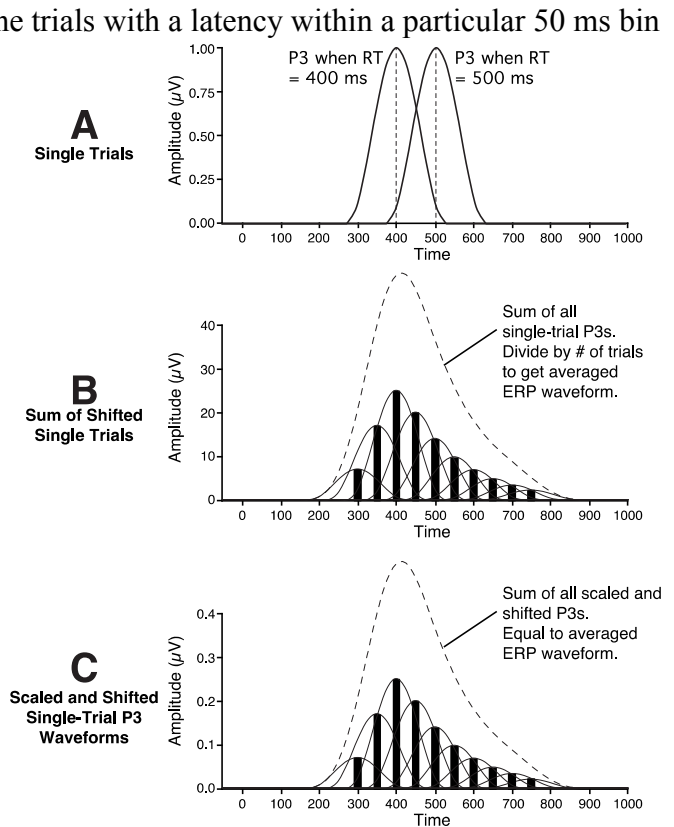 ne trials with a latency within a particular 50 ms bin
A
Single Trials
Amplitude (µV)
1.00
0.75
0.50
0.25
0.00
P3 when RT
= 400 ms
P3 when RT
= 500 ms
0 100 200 300 400 500 600 700 800 900 1000
Time
B
Sum of Shifted
Single Trials
Amplitude (µV)
40
30
20
10
0
Sum of all
single-trial P3s.
Divide by # of trials
to get averaged
ERP waveform.
0 100 200 300 400 500 600 700 800 900 1000
Time
C
Scaled and Shifted
Single-Trial P3
Waveforms
Amplitude (µV)
0.4
0.3
0.2
0.1
0.0
Sum of all scaled and
shifted P3s.
Equal to averaged
ERP waveform.
0 100 200 300 400 500 600 700 800 900 1000
Time